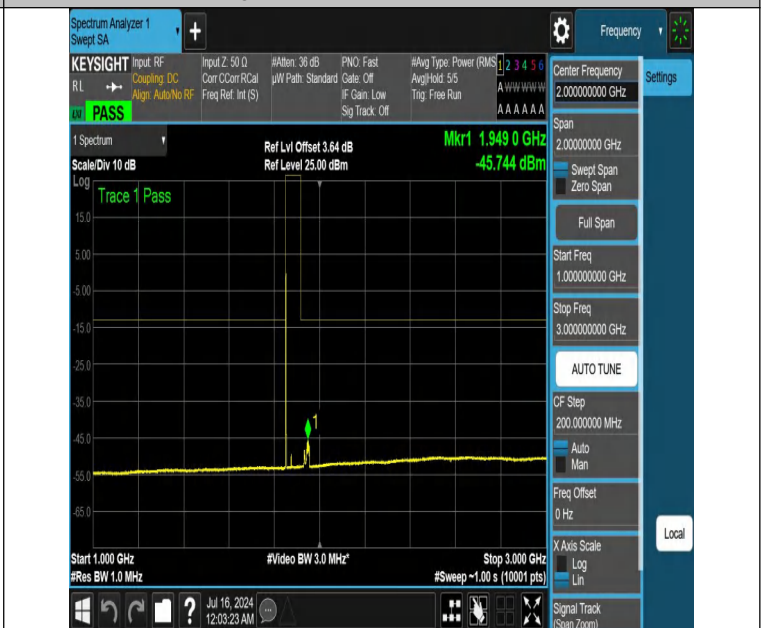 Spectrum Analyzer 1
Swept SA
+
Frequency
KEYSIGHT
RL
PASS
Input: RF
Coupling: DC
Align: Auto/No RF
Input Z: 50 Ω
Corr CCorr RCal
Freq Ref: Int (S)
#Atten: 36 dB
µW Path: Standard
PNO: Fast
Gate: Off
IF Gain: Low
Sig Track: Off
#Avg Type: Power (RMS
Avg|Hold: 5/5
Trig: Free Run
1 2 3 4 5 6
A W W W W W
A A A A A A
Center Frequency
2.000000000 GHz
Settings
1 Spectrum
Scale/Div 10 dB
Ref Lvl Offset 3.64 dB
Ref Level 25.00 dBm
Mkr1 1.949 0 GHz
-45.744 dBm
Span
2.00000000 GHz
Swept Span
Zero Span
Full Span
Start Freq
1.000000000 GHz
Stop Freq
3.000000000 GHz
AUTO TUNE
CF Step
200.000000 MHz
Auto
Man
Freq Offset
0 Hz
X Axis Scale
Log
Lin
Signal Track
(Span Zoom)
Local
Log
Trace 1 Pass
15.0
5.00
-5.00
-15.0
-25.0
-35.0
-45.0
-55.0
-65.0
1
Start 1.000 GHz
#Res BW 1.0 MHz
#Video BW 3.0 MHz*
Stop 3.000 GHz
#Sweep ~1.00 s (10001 pts)
?
Jul 16, 2024
12:03:23 AM